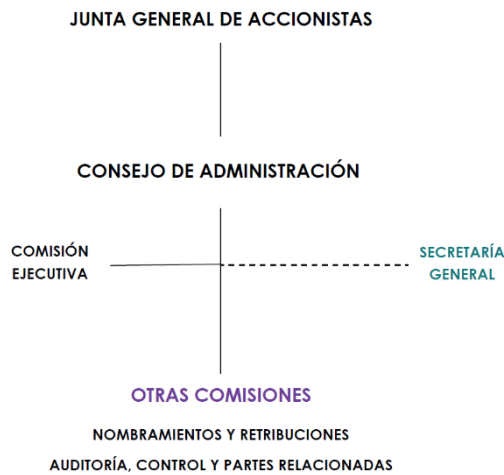 JUNTA GENERAL DE ACCIONISTAS
CONSEJO DE ADMINISTRACIÓN
COMISIÓN
EJECUTIVA
SECRETARÍA
GENERAL
OTRAS COMISIONES
NOMBRAMIENTOS Y RETRIBUCIONES
AUDITORÍA, CONTROL Y PARTES RELACIONADAS